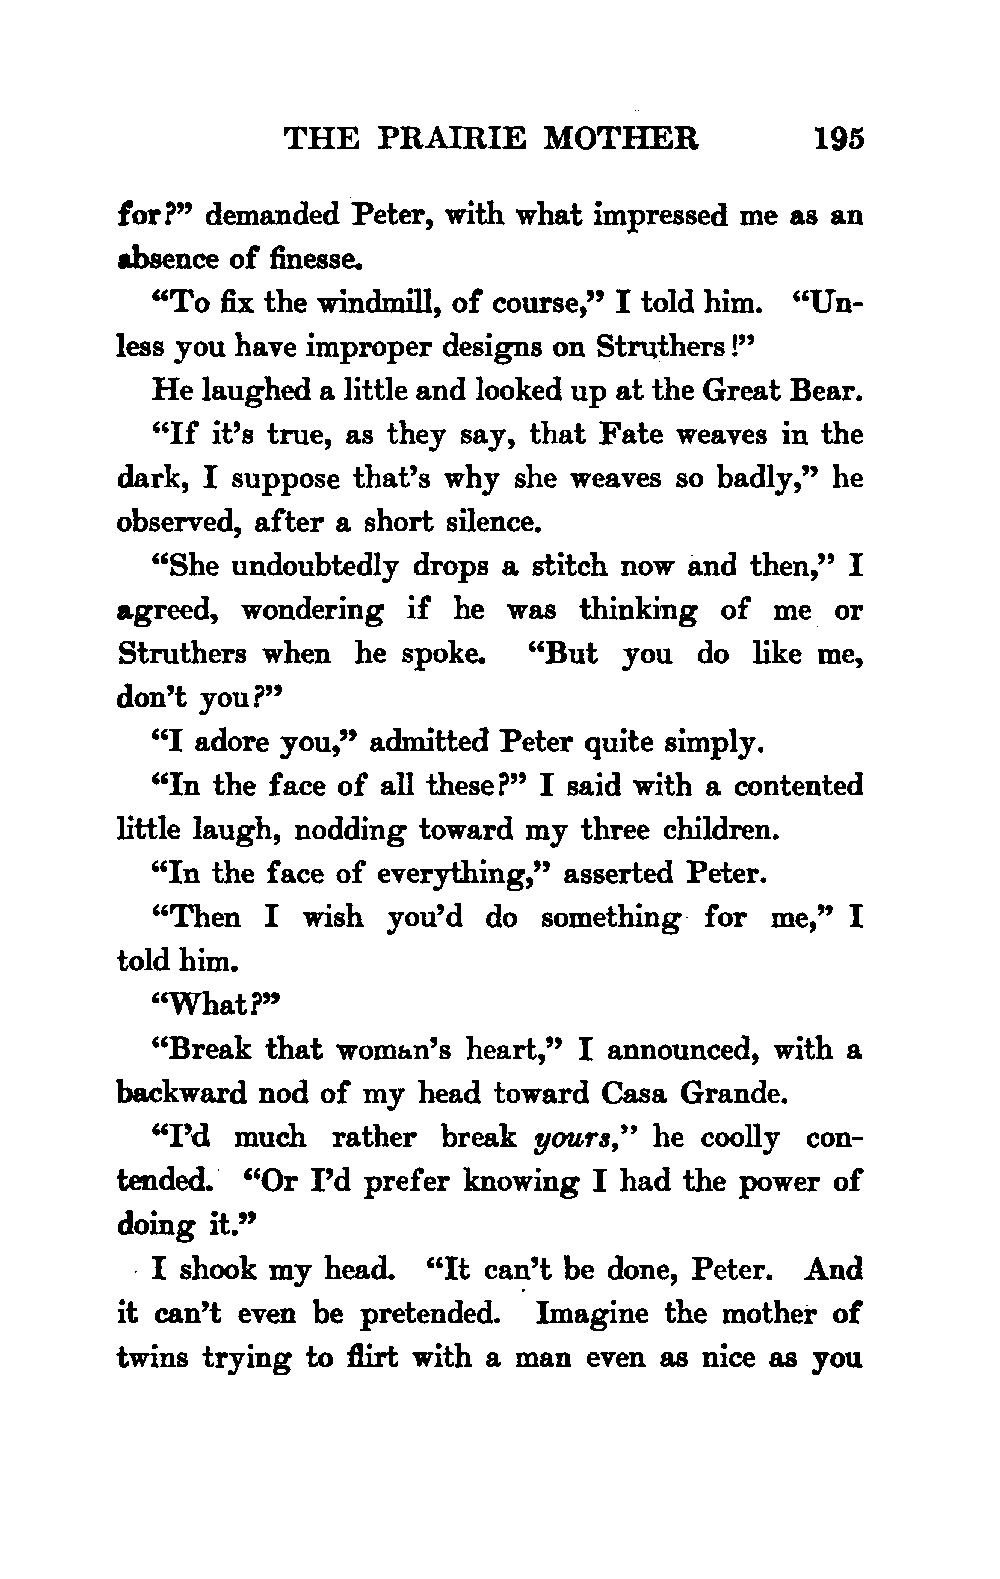 THE PRAIRIE MOTHER 195
for?” demanded Peter, with what impressed me as an
absence of finesse.
“To fix the windmill, of course,” I told him. “Un-
less you have improper designs on Struthers!”
He laughed a little and looked up at the Great Bear.
“If it’s true, as they say, that Fate weaves in the
dark, I suppose that’s why she weaves so badly,” he
observed, after a short silence.
“She undoubtedly drops a stitch now and then,” I
agreed, wondering if he was thinking of me or
Struthers when he spoke. “But you do like me,
don’t you?”
“I adore you,” admitted Peter quite simply.
“In the face of all these?” I said with a contented
little laugh, nodding toward my three children.
“In the face of everything,” asserted Peter.
“Then I wish you’d do something for me,” I
told him.
“What?”
“Break that woman’s heart,” I announced, with a
backward nod of my head toward Casa Grande.
“I’d much rather break yours,” he coolly con-
tended. “Or I’d prefer knowing I had the power of
doing it.”
I shook my head. “It can’t be done, Peter. And
it can’t even be pretended. Imagine the mother of
twins trying to flirt with a man even as nice as you